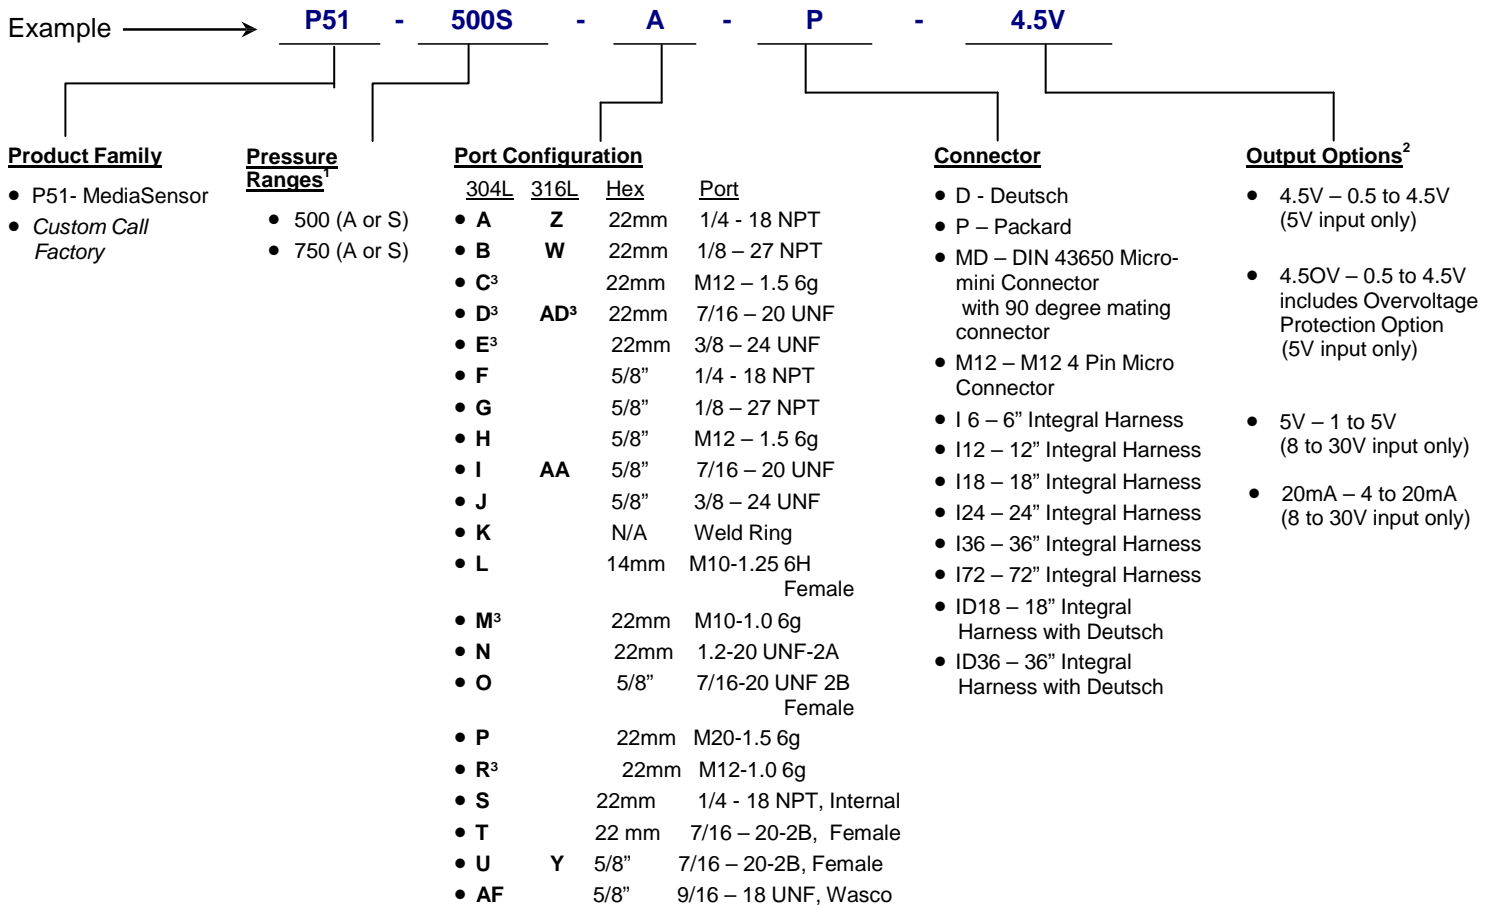 Example P51 - 500S - A - P - 4.5V
Product Family
• P51- MediaSensor
• Custom Call
Factory
Pressure
Ranges¹
• 500 (A or S)
• 750 (A or S)
Port Configuration
304L 316L Hex Port
• A Z 22mm 1/4 - 18 NPT
• B W 22mm 1/8 – 27 NPT
• C³ 22mm M12 – 1.5 6g
• D³ AD³ 22mm 7/16 – 20 UNF
• E³ 22mm 3/8 – 24 UNF
• F 5/8” 1/4 - 18 NPT
• G 5/8” 1/8 – 27 NPT
• H 5/8” M12 – 1.5 6g
• I AA 5/8” 7/16 – 20 UNF
• J 5/8” 3/8 – 24 UNF
• K N/A Weld Ring
• L 14mm M10-1.25 6H
Female
• M³ 22mm M10-1.0 6g
• N 22mm 1.2-20 UNF-2A
• O 5/8” 7/16-20 UNF 2B
Female
• P 22mm M20-1.5 6g
• R³ 22mm M12-1.0 6g
• S 22mm 1/4 - 18 NPT, Internal
• T 22 mm 7/16 – 20-2B, Female
• U Y 5/8” 7/16 – 20-2B, Female
• AF 5/8” 9/16 – 18 UNF, Wasco
Connector
• D - Deutsch
• P – Packard
• MD – DIN 43650 Micro-
mini Connector
with 90 degree mating
connector
• M12 – M12 4 Pin Micro
Connector
• I 6 – 6” Integral Harness
• I12 – 12” Integral Harness
• I18 – 18” Integral Harness
• I24 – 24” Integral Harness
• I36 – 36” Integral Harness
• I72 – 72” Integral Harness
• ID18 – 18” Integral
Harness with Deutsch
• ID36 – 36” Integral
Harness with Deutsch
Output Options²
• 4.5V – 0.5 to 4.5V
(5V input only)
• 4.5OV – 0.5 to 4.5V
includes Overvoltage
Protection Option
(5V input only)
• 5V – 1 to 5V
(8 to 30V input only)
• 20mA – 4 to 20mA
(8 to 30V input only)